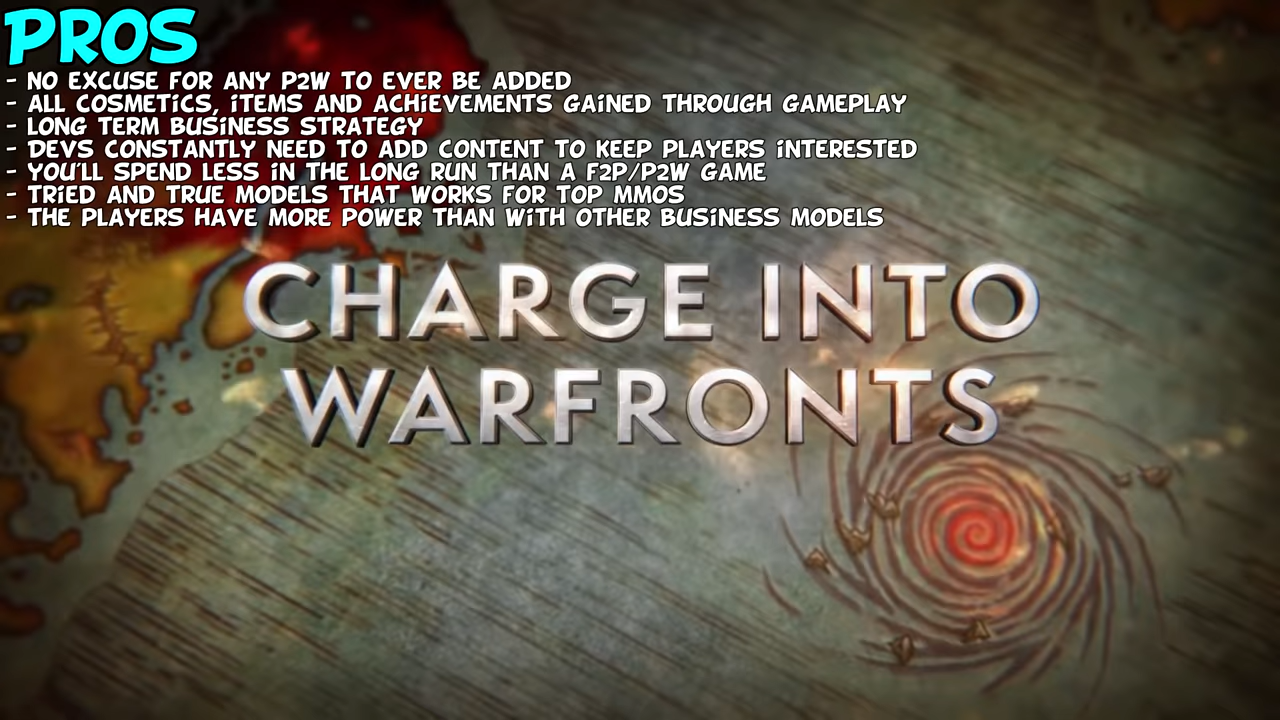 PROS
- NO EXCUSE FOR ANY P2W TO EVER BE ADDED
- ALL COSMETICS, ITEMS AND ACHIEVEMENTS GAINED THROUGH GAMEPLAY
- LONG TERM BUSINESS STRATEGY
- DEVS CONSTANTLY NEED TO ADD CONTENT TO KEEP PLAYERS INTERESTED
- YOU'LL SPEND LESS IN THE LONG RUN THAN A F2P/P2W GAME
- TRIED AND TRUE MODELS THAT WORKS FOR TOP MMOS
- THE PLAYERS HAVE MORE POWER THAN WITH OTHER BUSINESS MODELS
CHARGE INTO
WARFRONTS